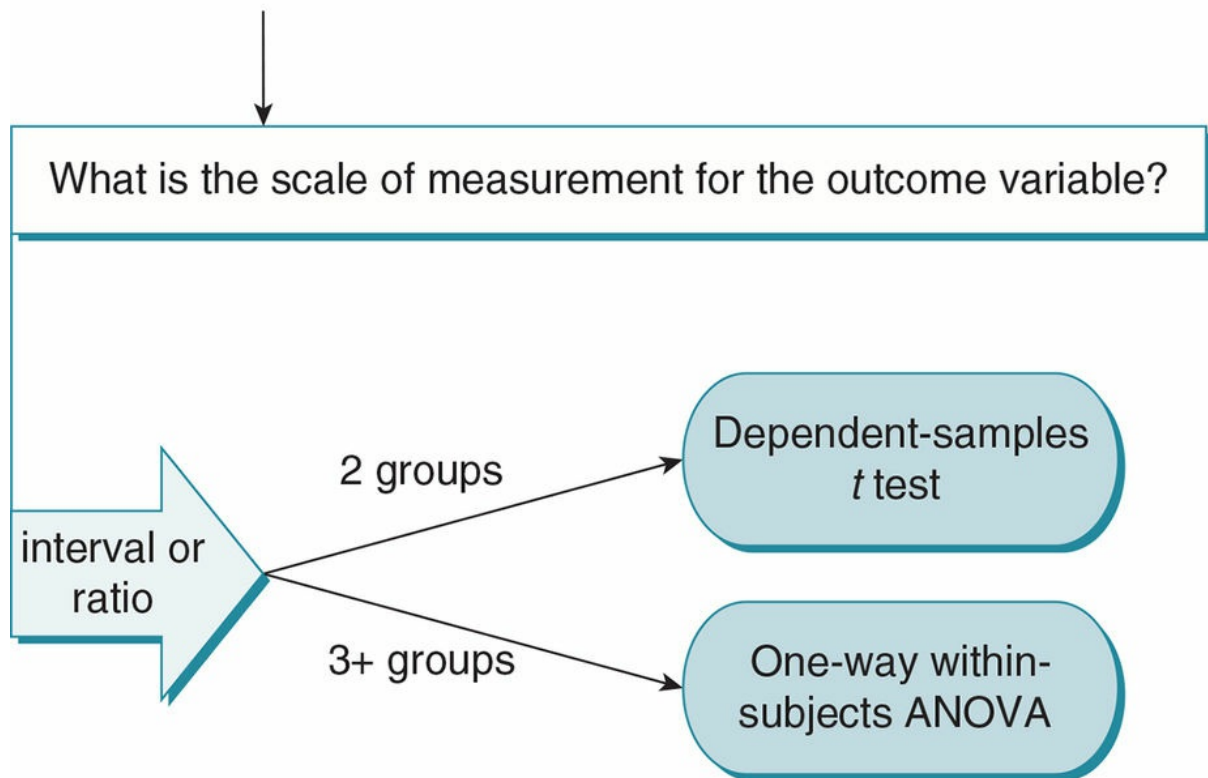 What is the scale of measurement for the outcome variable?
2 groups
Dependent-samples
t test
interval or
ratio
3+ groups
One-way within-
subjects ANOVA